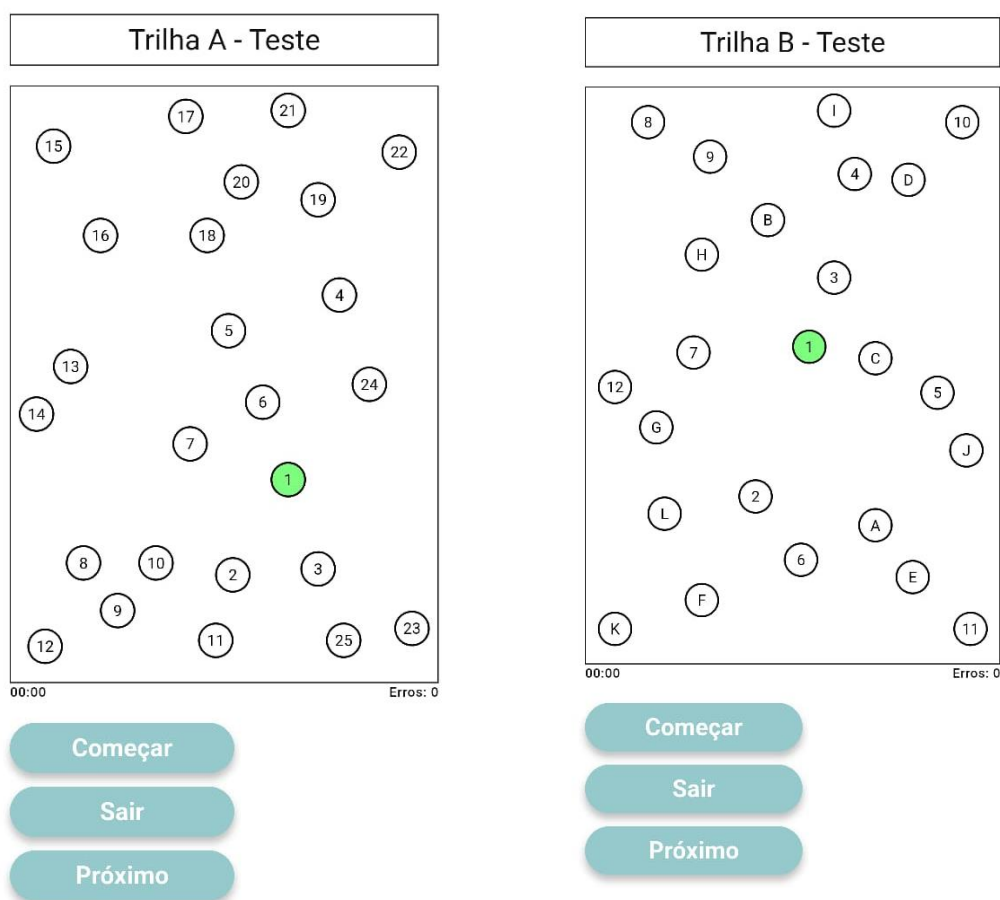 Trilha A - Teste
17
21
15
22
20
19
16
18
4
5
13
24
6
14
7
1
8
10
3
2
9
23
11
25
12
00:00
Erros: 0
Começar
Sair
Próximo
Trilha B - Teste
I
8
10
9
4
D
B
H
3
1
7
C
12
5
G
J
2
L
A
6
E
F
K
11
00:00
Erros: 0
Começar
Sair
Próximo